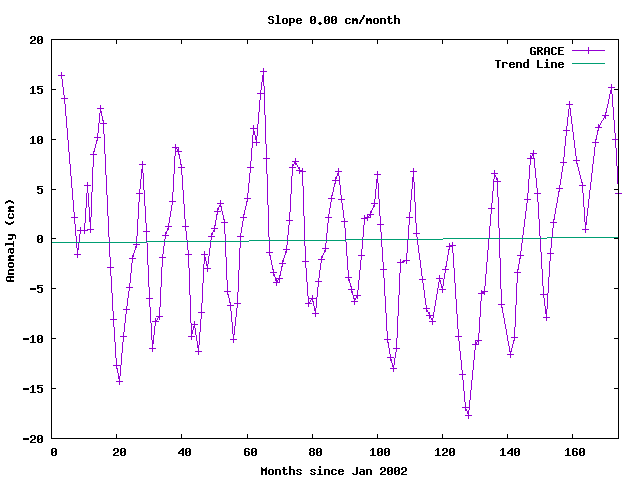 Slope 0.00 cm/month
GRACE
Trend Line
20
15
10
5
0
-5
-10
-15
-20
Anomaly (cm)
0 20 40 60 80 100 120 140 160
Months since Jan 2002